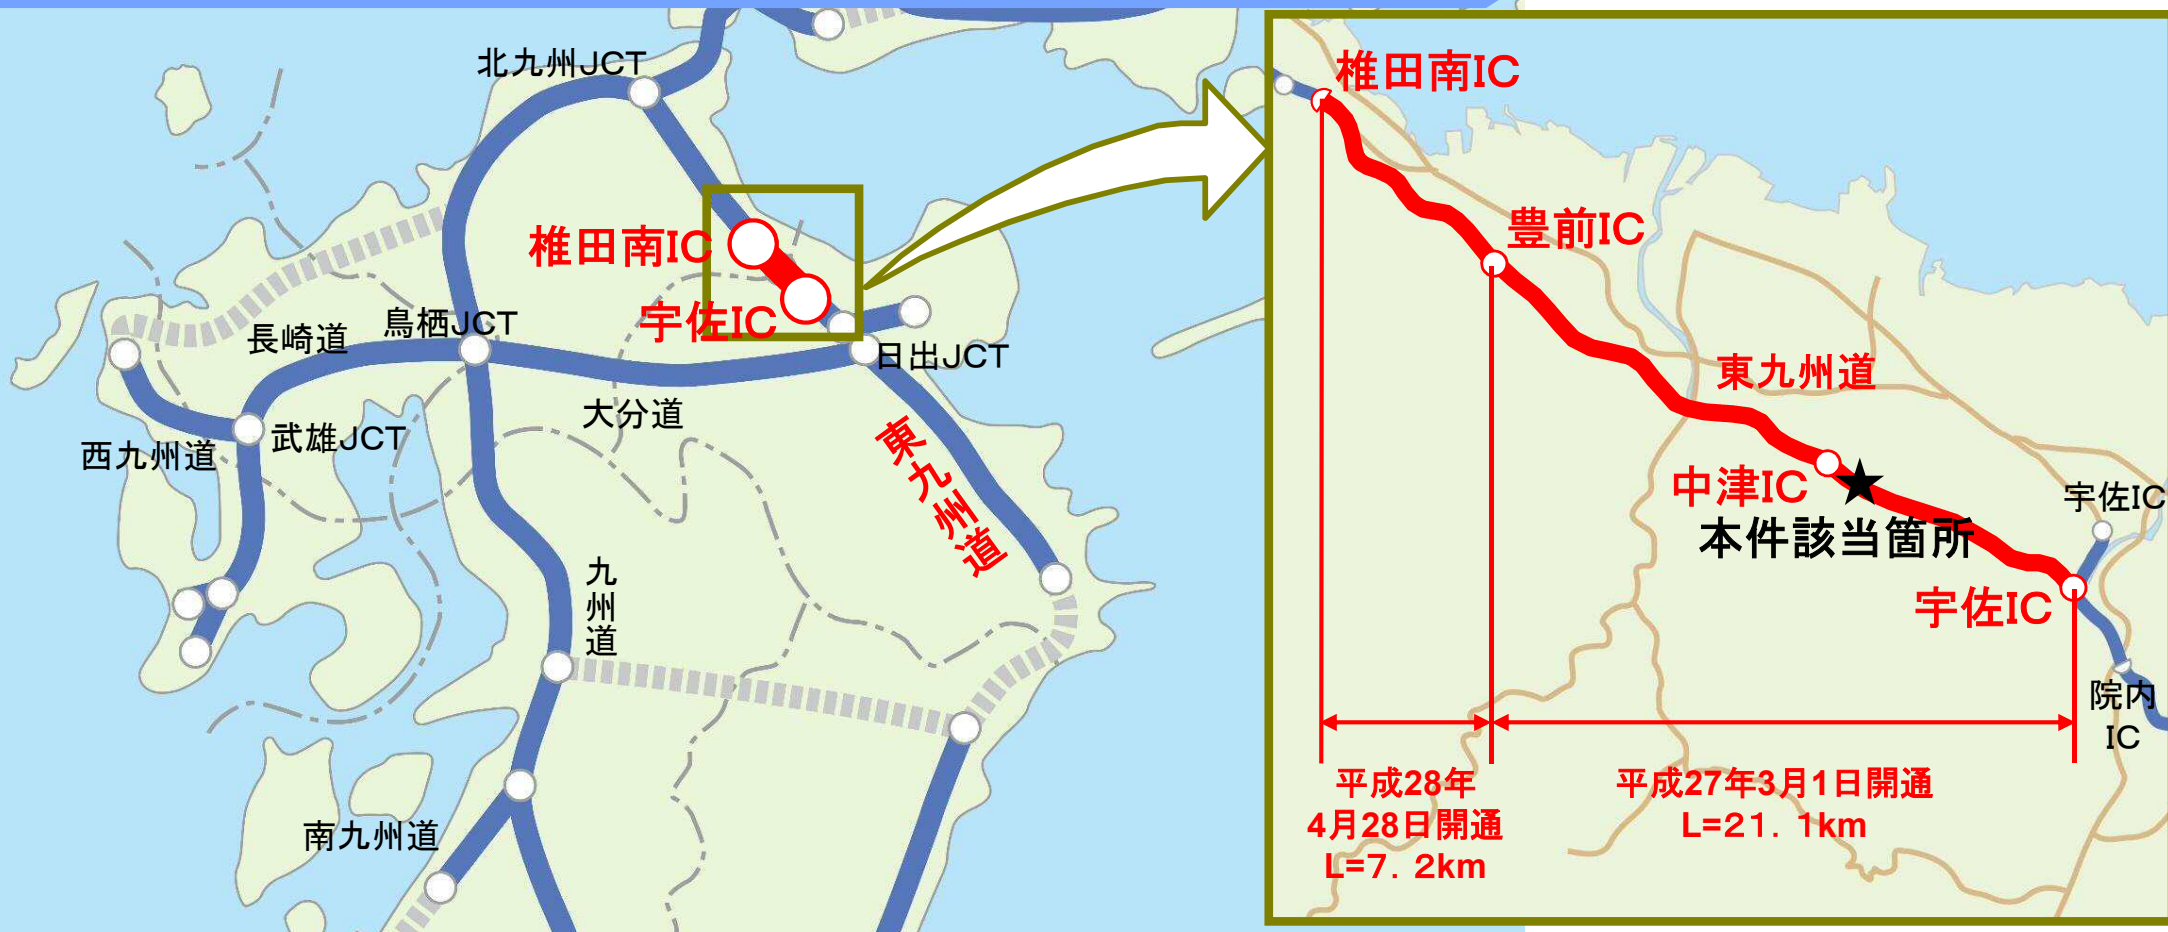 北九州JCT
椎田南IC
宇佐IC
長崎道
鳥栖JCT
日出JCT
大分道
武雄JCT
西九州道
東九州道
九州道
南九州道
椎田南IC
豊前IC
東九州道
中津IC
本件該当箇所
宇佐IC
宇佐IC
院内
IC
平成28年
4月28日開通
L=7．2km
平成27年3月1日開通
L=21．1km